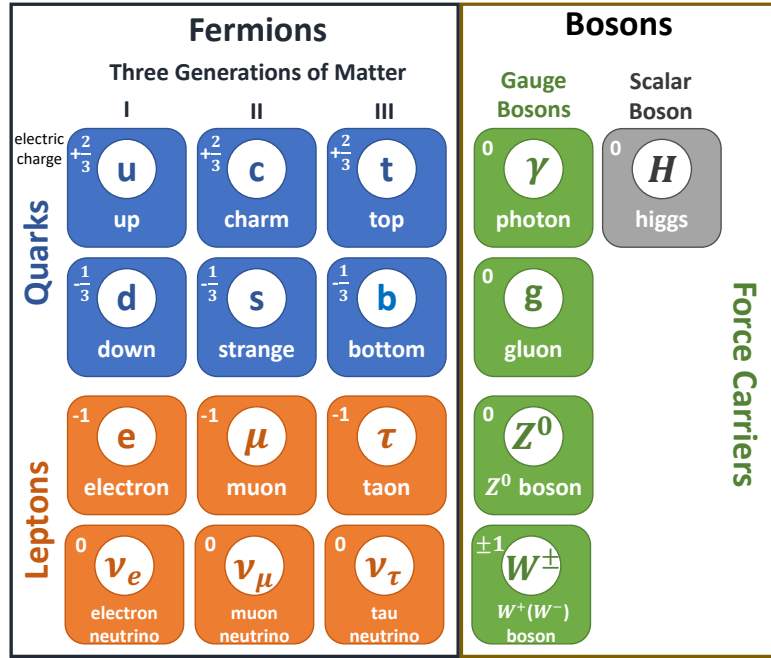 Fermions
Three Generations of Matter
I II III
electric
charge
Quarks
+2/3 u up
+2/3 c charm
+2/3 t top
-1/3 d down
-1/3 s strange
-1/3 b bottom
Leptons
-1 e electron
-1 μ muon
-1 τ taon
0 νₑ electron
neutrino
0 ν_μ muon
neutrino
0 ν_τ tau
neutrino
Bosons
Gauge
Bosons
Scalar
Boson
0 γ photon
0 H higgs
0 g gluon
0 Z⁰ Z⁰ boson
±1 W± W⁺(W⁻)
boson
Force Carriers